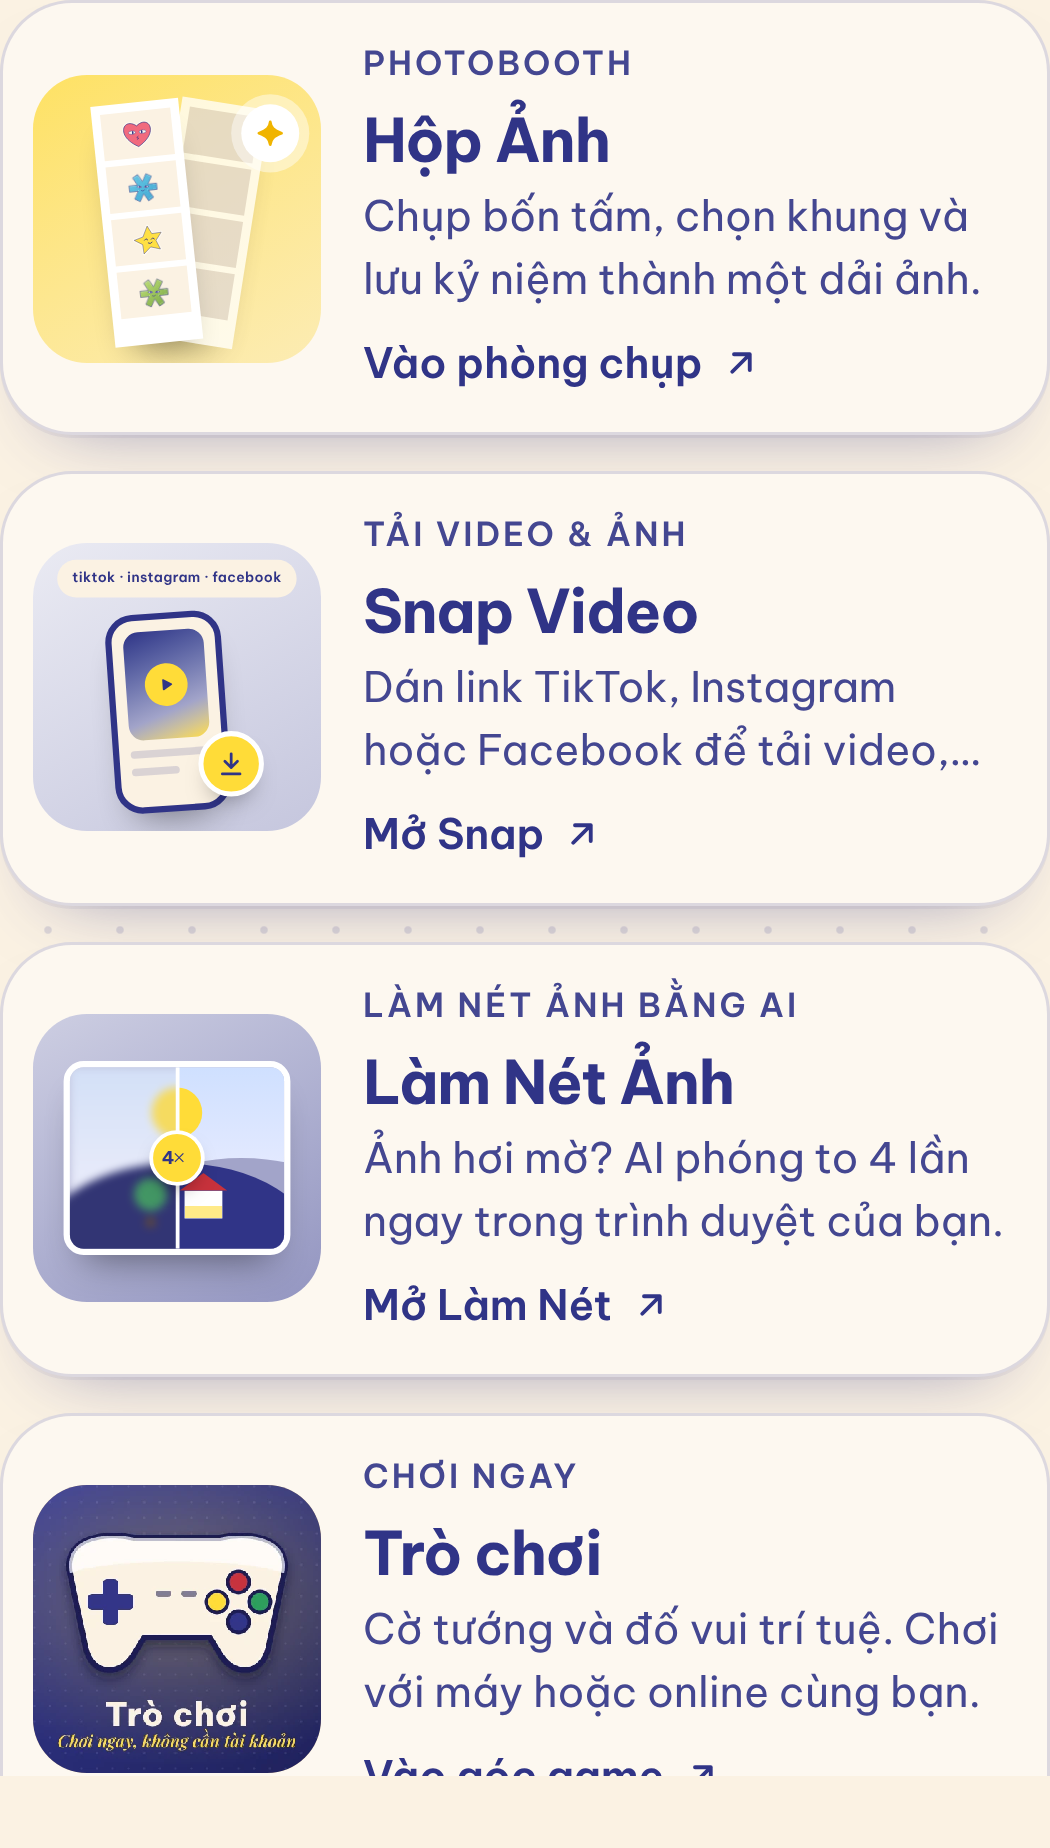 PHOTOBOOTH
Hộp Ảnh
Chụp bốn tấm, chọn khung và
lưu kỷ niệm thành một dải ảnh.
Vào phòng chụp
TẢI VIDEO & ẢNH
tiktok · instagram · facebook
Snap Video
Dán link TikTok, Instagram
hoặc Facebook để tải video,...
Mở Snap
LÀM NÉT ẢNH BẰNG AI
Làm Nét Ảnh
4×
Ảnh hơi mờ? AI phóng to 4 lần
ngay trong trình duyệt của bạn.
Mở Làm Nét
CHƠI NGAY
Trò chơi
Cờ tướng và đố vui trí tuệ. Chơi
với máy hoặc online cùng bạn.
Trò chơi
Chơi ngay, không cần tài khoản
Vào góc game